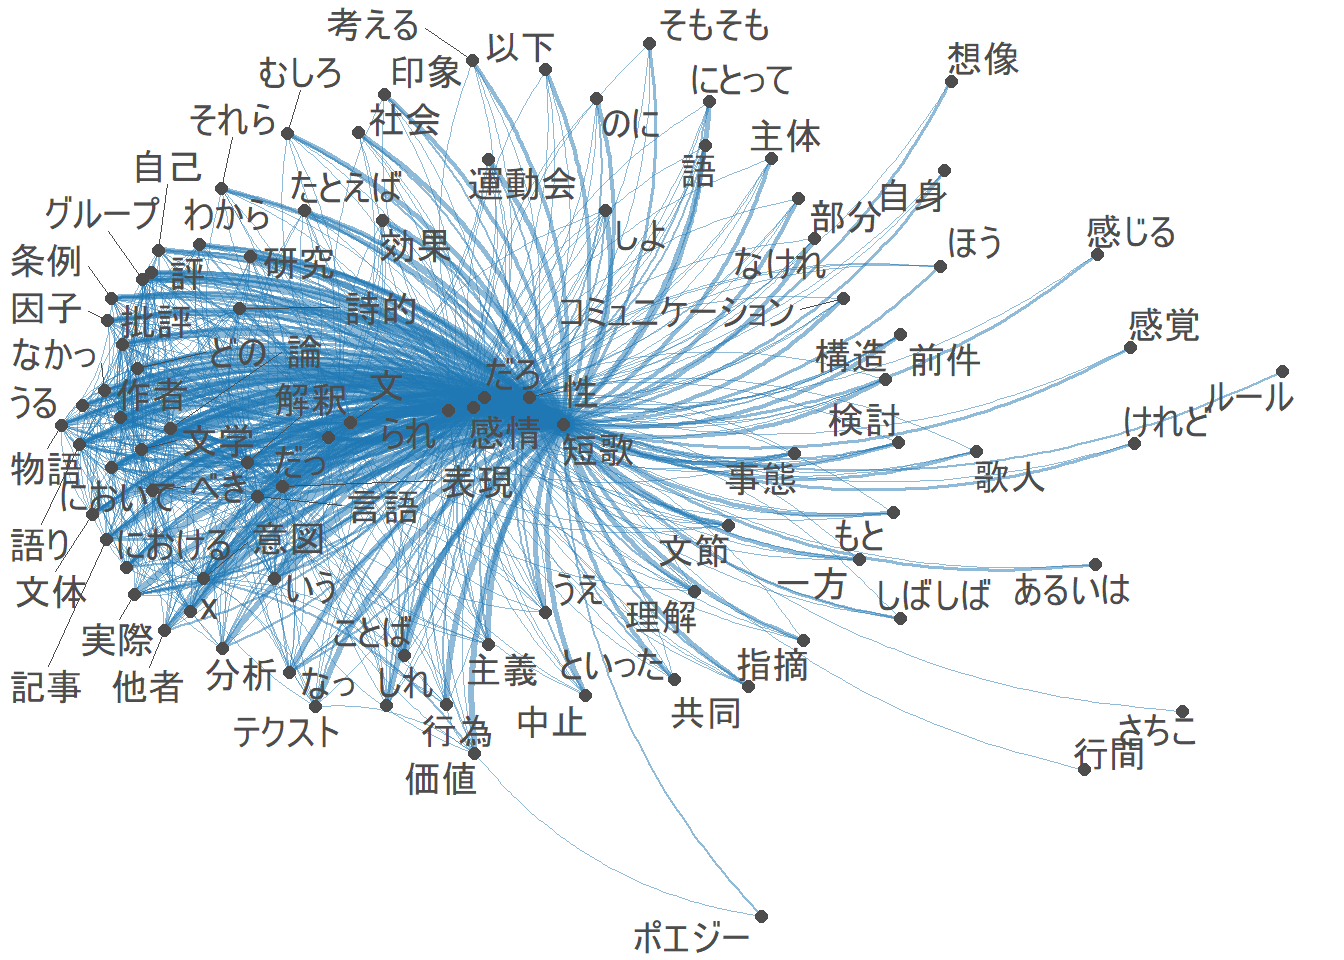 考える
以下
そもそも
むしろ
印象
にとって
想像
それら
社会
のに
主体
自己
たとえば
運動会
語
グループ
わから
しよ
部分
自身
条例
評
研究
効果
なけれ
ほう
感じる
因子
批評
詩的
コミュニケーション
なかっ
どの
論
構造
前件
感覚
うる
作者
解釈
文
だろ
性
ルール
物語
文学
だっ
られ
感情
短歌
検討
けれど
において
べき
言語
表現
事態
歌人
語り
における
意図
文節
もと
文体
x
いう
うえ
理解
一方
しばしば
あるいは
実際
ことば
記事
他者
分析
なっ
しれ
主義
といった
指摘
テクスト
行為
中止
共同
さちこ
価値
行間
ポエジー